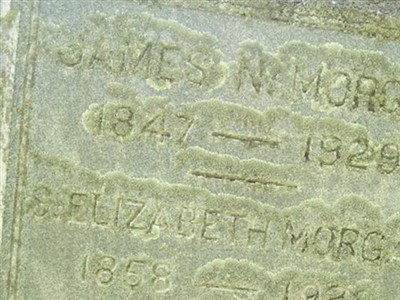 JAMES N. MORG
1847 — 1929
S. ELIZABETH MORG
1858 —